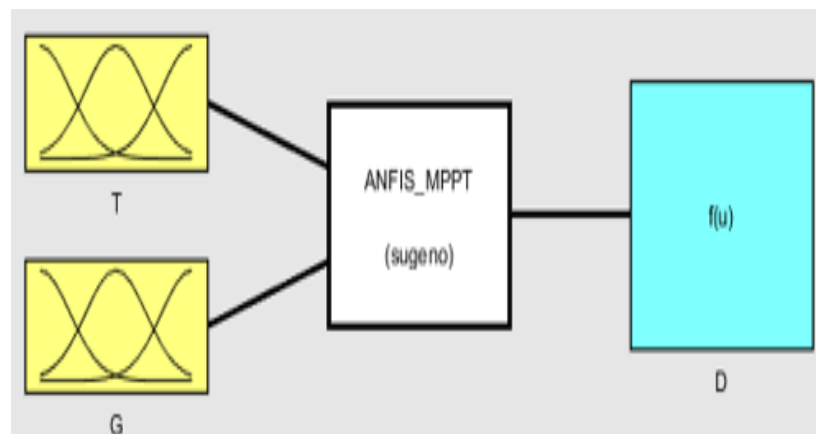 T
G
ANFIS_MPPT
(sugeno)
f(u)
D